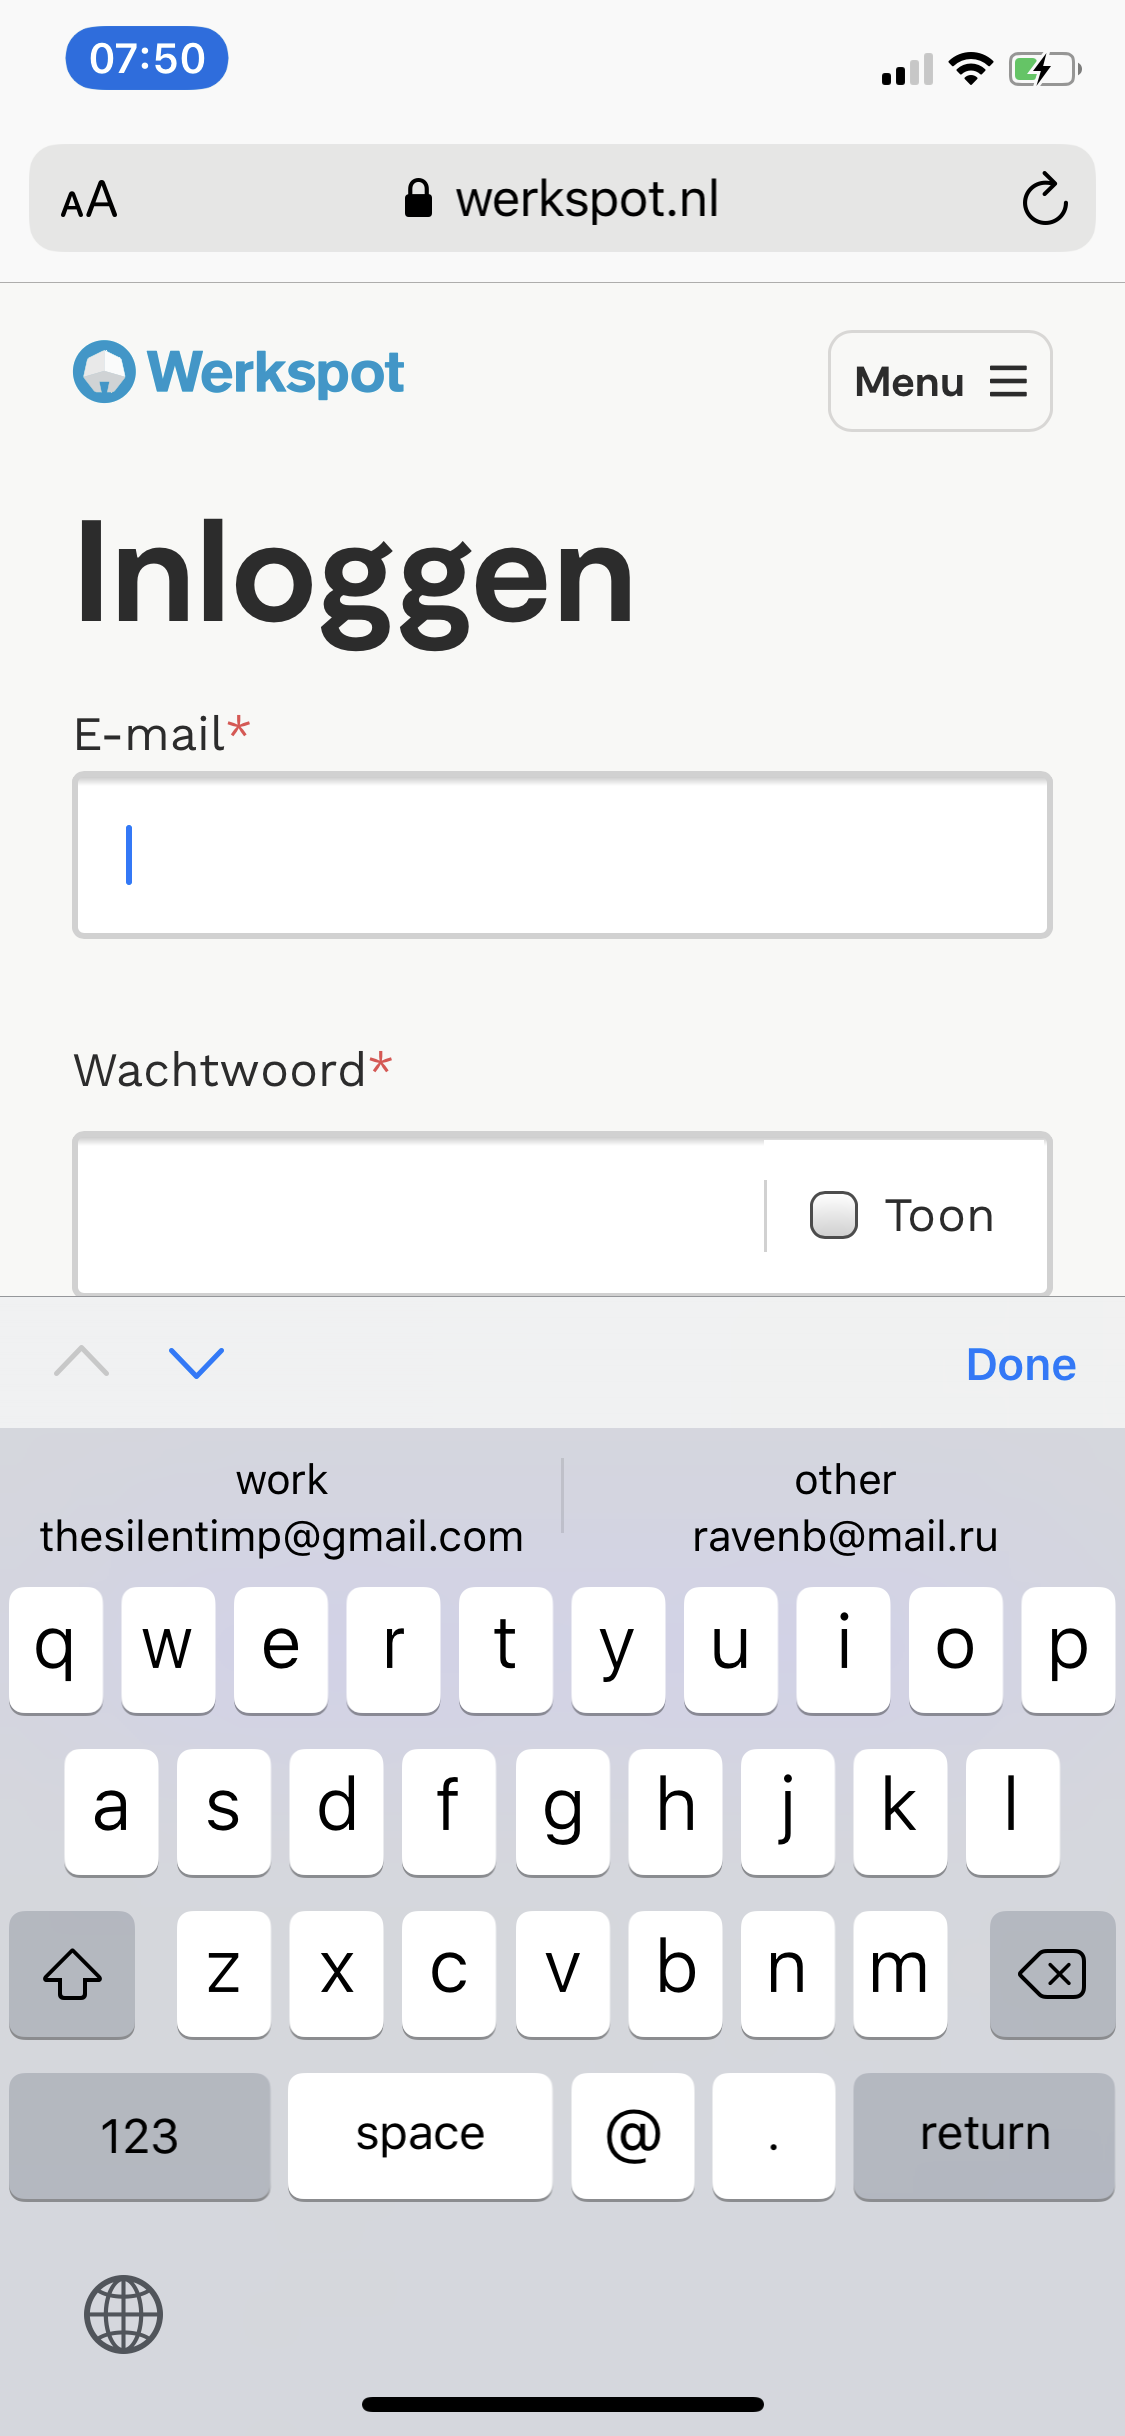 07:50
AA werkspot.nl
Werkspot
Menu
Inloggen
E-mail*
Wachtwoord*
Toon
Done
work other
thesilentimp@gmail.com ravenb@mail.ru
q w e r t y u i o p
a s d f g h j k l
z x c v b n m
123 space @ . return